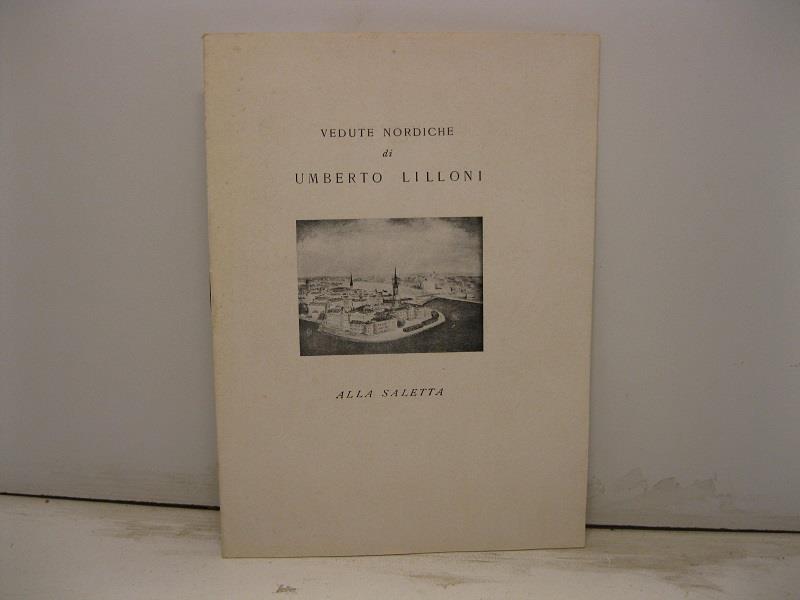 VEDUTE NORDICHE
di
UMBERTO LILLONI
ALLA SALETTA